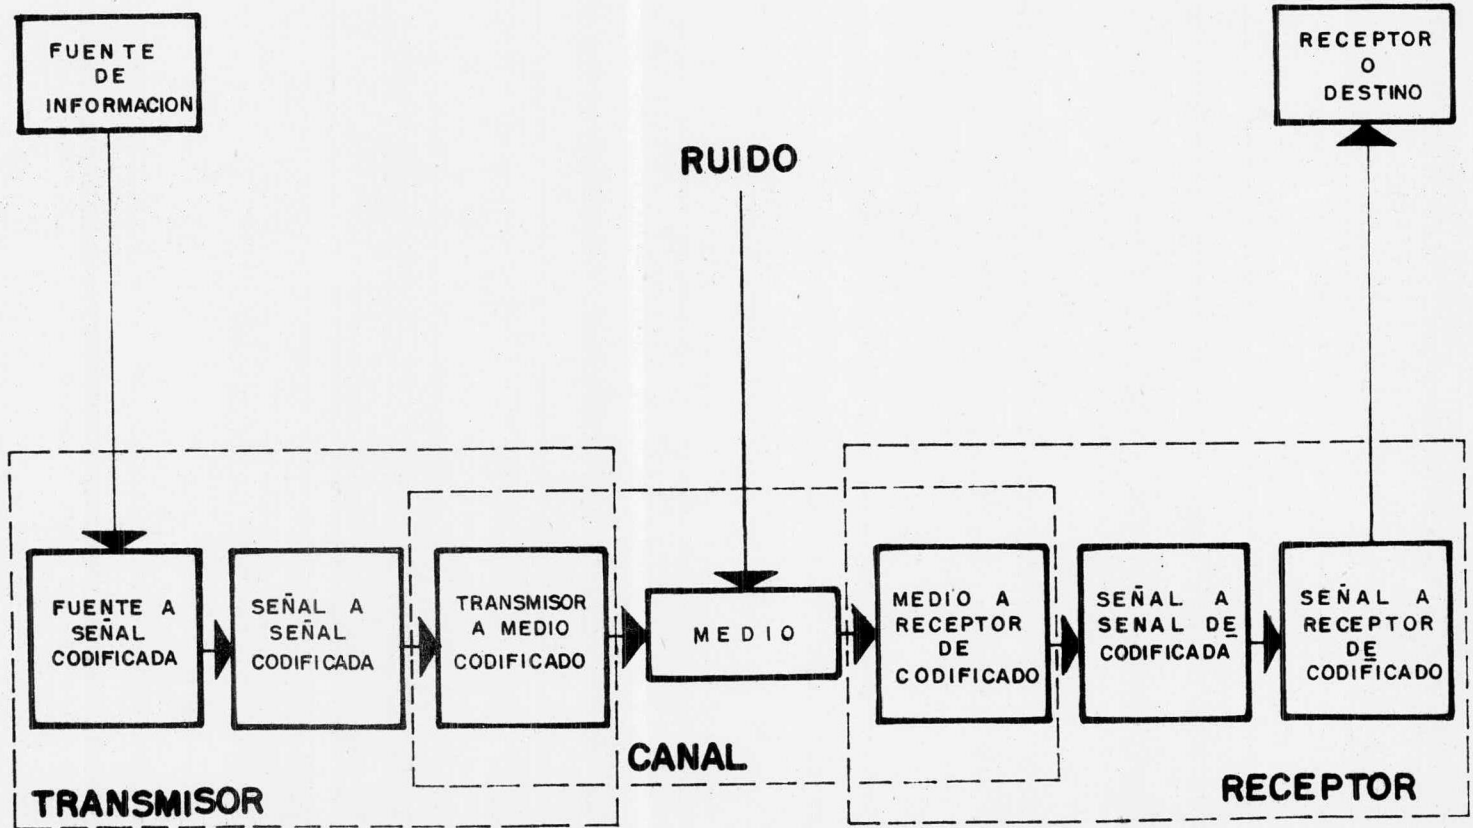 FUENTE
DE
INFORMACION
RECEPTOR
O
DESTINO
RUIDO
FUENTE A
SEÑAL
CODIFICADA
SEÑAL A
SEÑAL
CODIFICADA
TRANSMISOR
A MEDIO
CODIFICADO
MEDIO
MEDIO A
RECEPTOR
DE
CODIFICADO
SEÑAL A
SENAL DE
CODIFICADA
SEÑAL A
RECEPTOR
DE
CODIFICADO
CANAL
TRANSMISOR
RECEPTOR